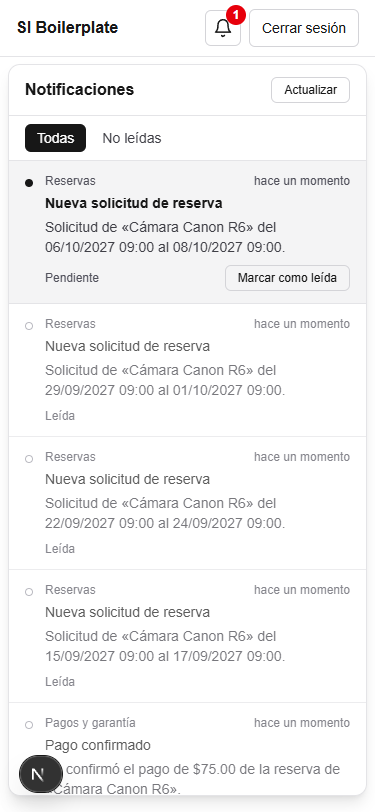 SI Boilerplate
1
Cerrar sesión
Notificaciones
Actualizar
Todas
No leídas
Reservas
hace un momento
Nueva solicitud de reserva
Solicitud de «Cámara Canon R6» del
06/10/2027 09:00 al 08/10/2027 09:00.
Pendiente
Marcar como leída
Reservas
hace un momento
Nueva solicitud de reserva
Solicitud de «Cámara Canon R6» del
29/09/2027 09:00 al 01/10/2027 09:00.
Leída
Reservas
hace un momento
Nueva solicitud de reserva
Solicitud de «Cámara Canon R6» del
22/09/2027 09:00 al 24/09/2027 09:00.
Leída
Reservas
hace un momento
Nueva solicitud de reserva
Solicitud de «Cámara Canon R6» del
15/09/2027 09:00 al 17/09/2027 09:00.
Leída
Pagos y garantía
hace un momento
Pago confirmado
N
confirmó el pago de $75.00 de la reserva de
«Cámara Canon R6».